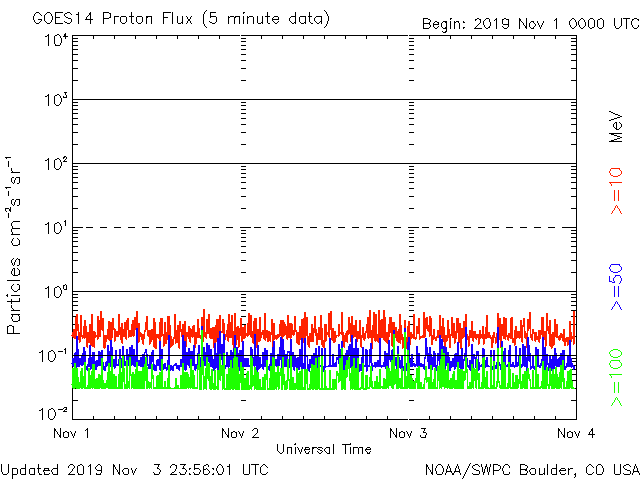 GOES14 Proton Flux (5 minute data)
Begin: 2019 Nov 1 0000 UTC
Particles cm⁻²s⁻¹sr⁻¹
10⁴
10³
10²
10¹
10⁰
10⁻¹
10⁻²
Nov 1
Nov 2
Nov 3
Nov 4
Universal Time
>=100
>=50
>=10
MeV
Updated 2019 Nov 3 23:56:01 UTC
NOAA/SWPC Boulder, CO USA